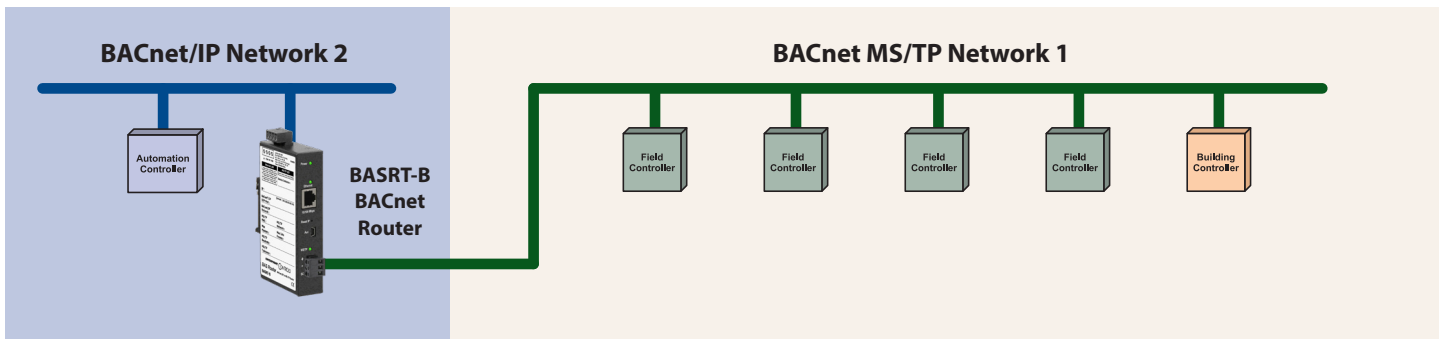 BACnet/IP Network 2
BACnet MS/TP Network 1
Automation
Controller
BASRT-B
BACnet
Router
Field
Controller
Field
Controller
Field
Controller
Field
Controller
Building
Controller